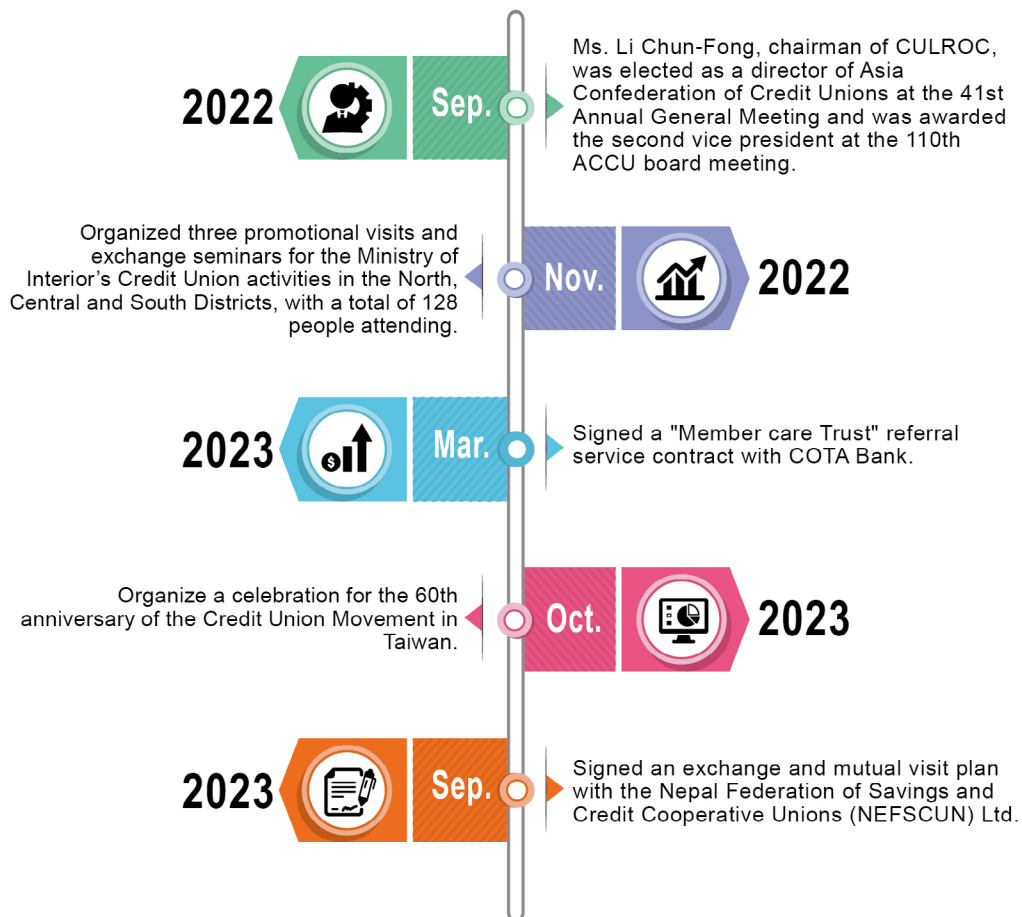 2022
Sep.
Ms. Li Chun-Fong, chairman of CULROC,
was elected as a director of Asia
Confederation of Credit Unions at the 41st
Annual General Meeting and was awarded
the second vice president at the 110th
ACCU board meeting.
Organized three promotional visits and
exchange seminars for the Ministry of
Interior’s Credit Union activities in the North,
Central and South Districts, with a total of 128
people attending.
Nov.
2022
2023
Mar.
Signed a "Member care Trust" referral
service contract with COTA Bank.
Organize a celebration for the 60th
anniversary of the Credit Union Movement in
Taiwan.
Oct.
2023
2023
Sep.
Signed an exchange and mutual visit plan
with the Nepal Federation of Savings and
Credit Cooperative Unions (NEFSCUN) Ltd.